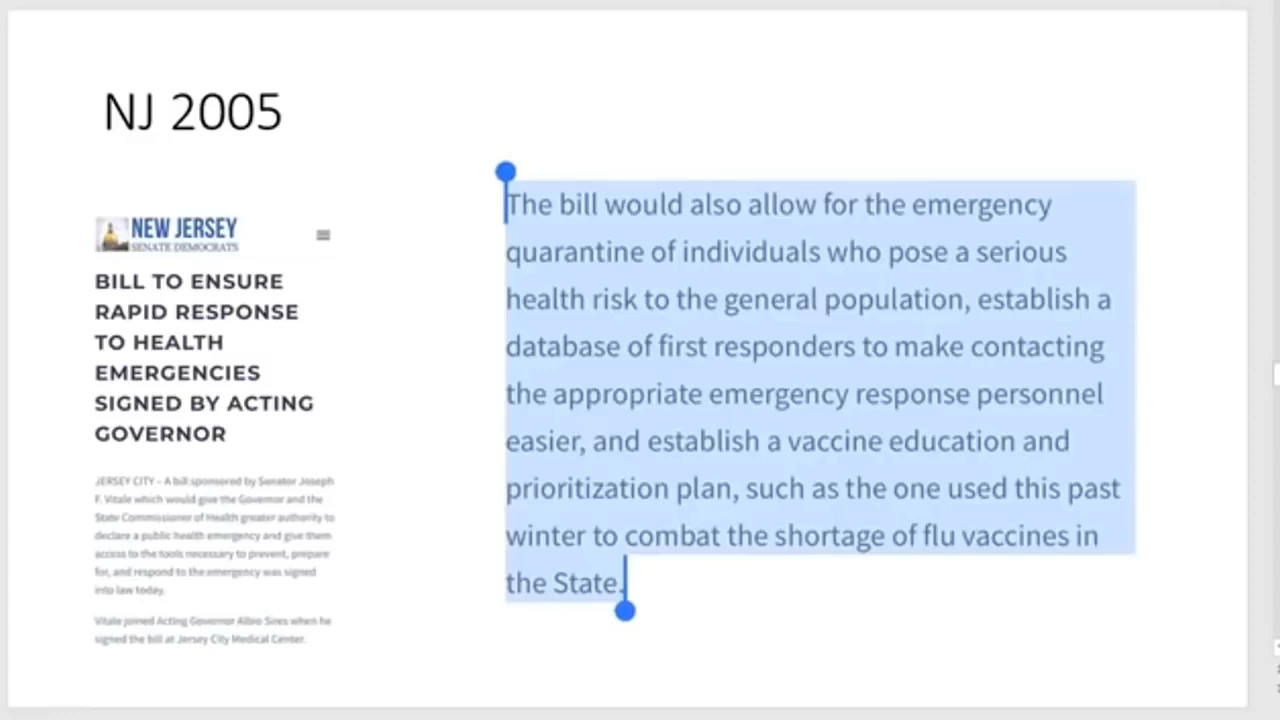 NJ 2005
NEW JERSEY
SENATE DEMOCRATS
BILL TO ENSURE
RAPID RESPONSE
TO HEALTH
EMERGENCIES
SIGNED BY ACTING
GOVERNOR
JERSEY CITY – A bill sponsored by Senator Joseph
F. Vitale which would give the Governor and the
State Commissioner of Health greater authority to
declare a public health emergency and give them
access to the tools necessary to prevent, prepare
for, and respond to the emergency was signed
into law today.
Vitale joined Acting Governor Albio Sires when he
signed the bill at Jersey City Medical Center.
The bill would also allow for the emergency
quarantine of individuals who pose a serious
health risk to the general population, establish a
database of first responders to make contacting
the appropriate emergency response personnel
easier, and establish a vaccine education and
prioritization plan, such as the one used this past
winter to combat the shortage of flu vaccines in
the State.